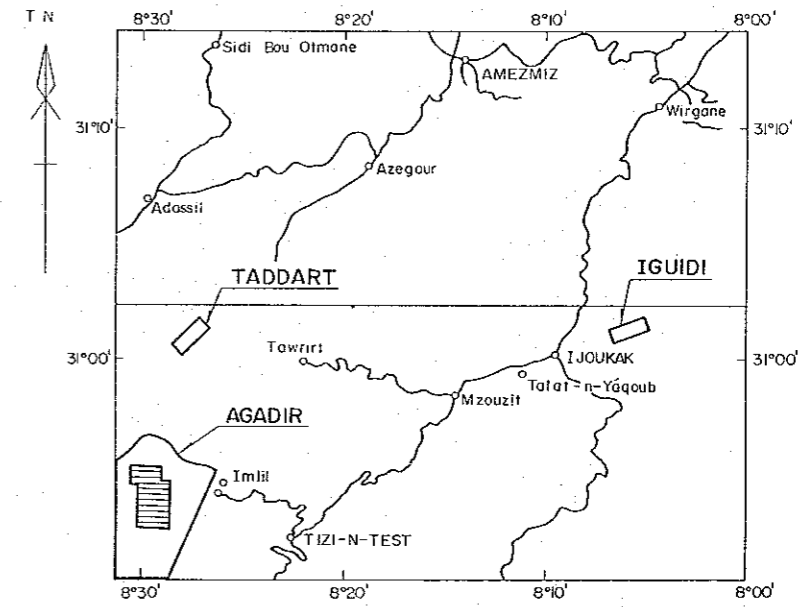 T N
8°30' 8°20' 8°10' 8°00'
Sidi Bou Otmane
AMEZMIZ
Wirgane
31°10' 31°10'
Azegour
Adassil
TADDART
IGUIDI
31°00' 31°00'
Tawrirt
IJOUKAK
Talat-n-Yáqoub
Mzouzit
AGADIR
Imlil
TIZI-N-TEST
8°30' 8°20' 8°10' 8°00'